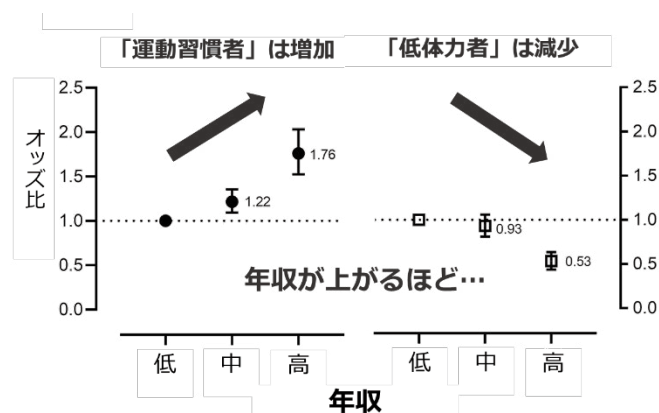 「運動習慣者」は増加
「低体力者」は減少
オッズ比
2.5
2.0
1.5
1.0
0.5
0.0
1.22
1.76
2.5
2.0
1.5
1.0
0.5
0.0
0.93
0.53
年収が上がるほど…
低 中 高
低 中 高
年収